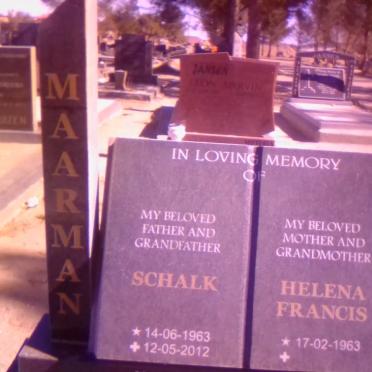 MAARMAN
JANSEN
IN LOVING MEMORY
OF
MY BELOVED
FATHER AND
GRANDFATHER
SCHALK
★ 14-06-1963
✚ 12-05-2012
MY BELOVED
MOTHER AND
GRANDMOTHER
HELENA
FRANCIS
★ 17-02-1963
✚